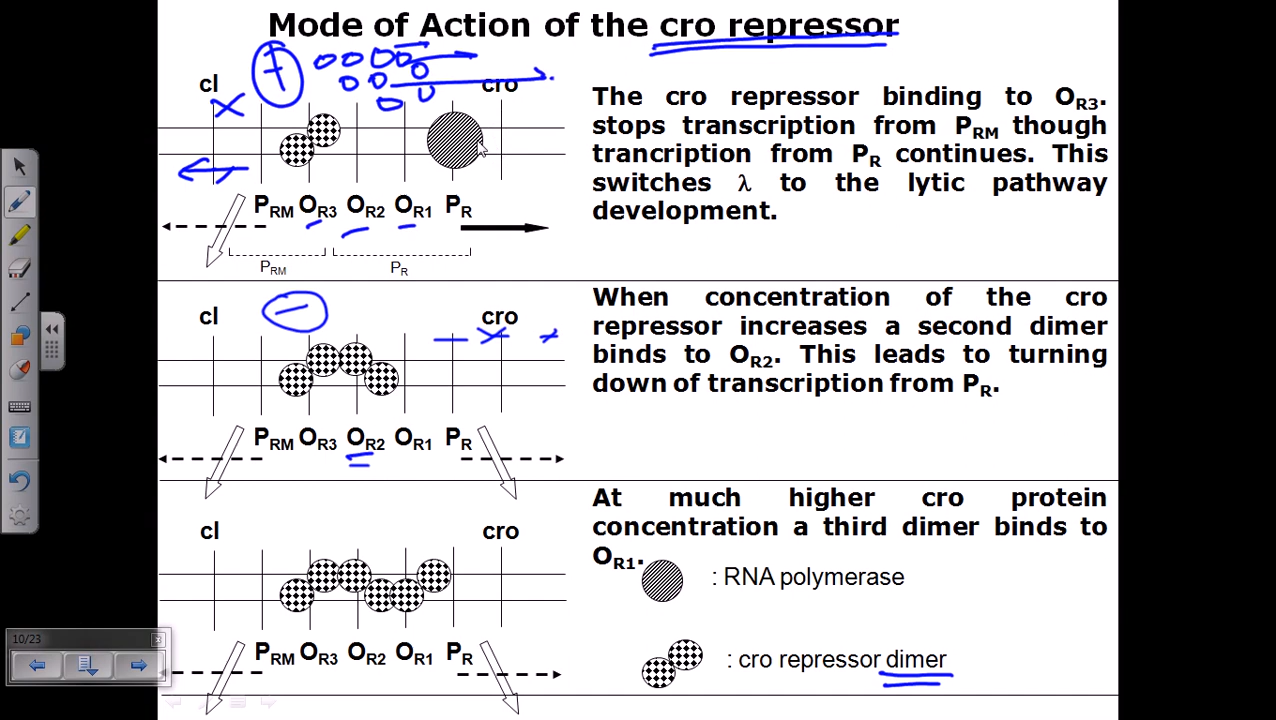 Mode of Action of the cro repressor
cI
cro
PRM OR3 OR2 OR1 PR
PRM
PR
The cro repressor binding to OR3.
stops transcription from PRM though
trancription from PR continues. This
switches λ to the lytic pathway
development.
cI
cro
PRM OR3 OR2 OR1 PR
When concentration of the cro
repressor increases a second dimer
binds to OR2. This leads to turning
down of transcription from PR.
cI
cro
PRM OR3 OR2 OR1 PR
At much higher cro protein
concentration a third dimer binds to
OR1.
: RNA polymerase
: cro repressor dimer
10/23